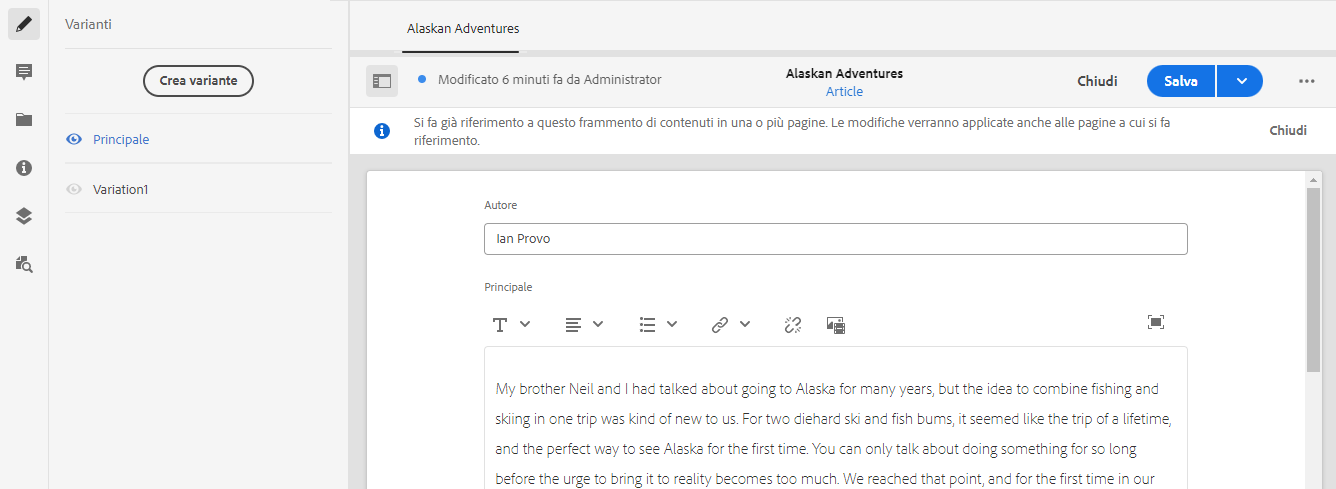 Varianti
Crea variante
Principale
Variation1
Alaskan Adventures
Modificato 6 minuti fa da Administrator
Alaskan Adventures
Article
Chiudi
Salva
Si fa già riferimento a questo frammento di contenuti in una o più pagine. Le modifiche verranno applicate anche alle pagine a cui si fa
riferimento.
Chiudi
Autore
Ian Provo
Principale
My brother Neil and I had talked about going to Alaska for many years, but the idea to combine fishing and
skiing in one trip was kind of new to us. For two diehard ski and fish bums, it seemed like the trip of a lifetime,
and the perfect way to see Alaska for the first time. You can only talk about doing something for so long
before the urge to bring it to reality becomes too much. We reached that point, and for the first time in our